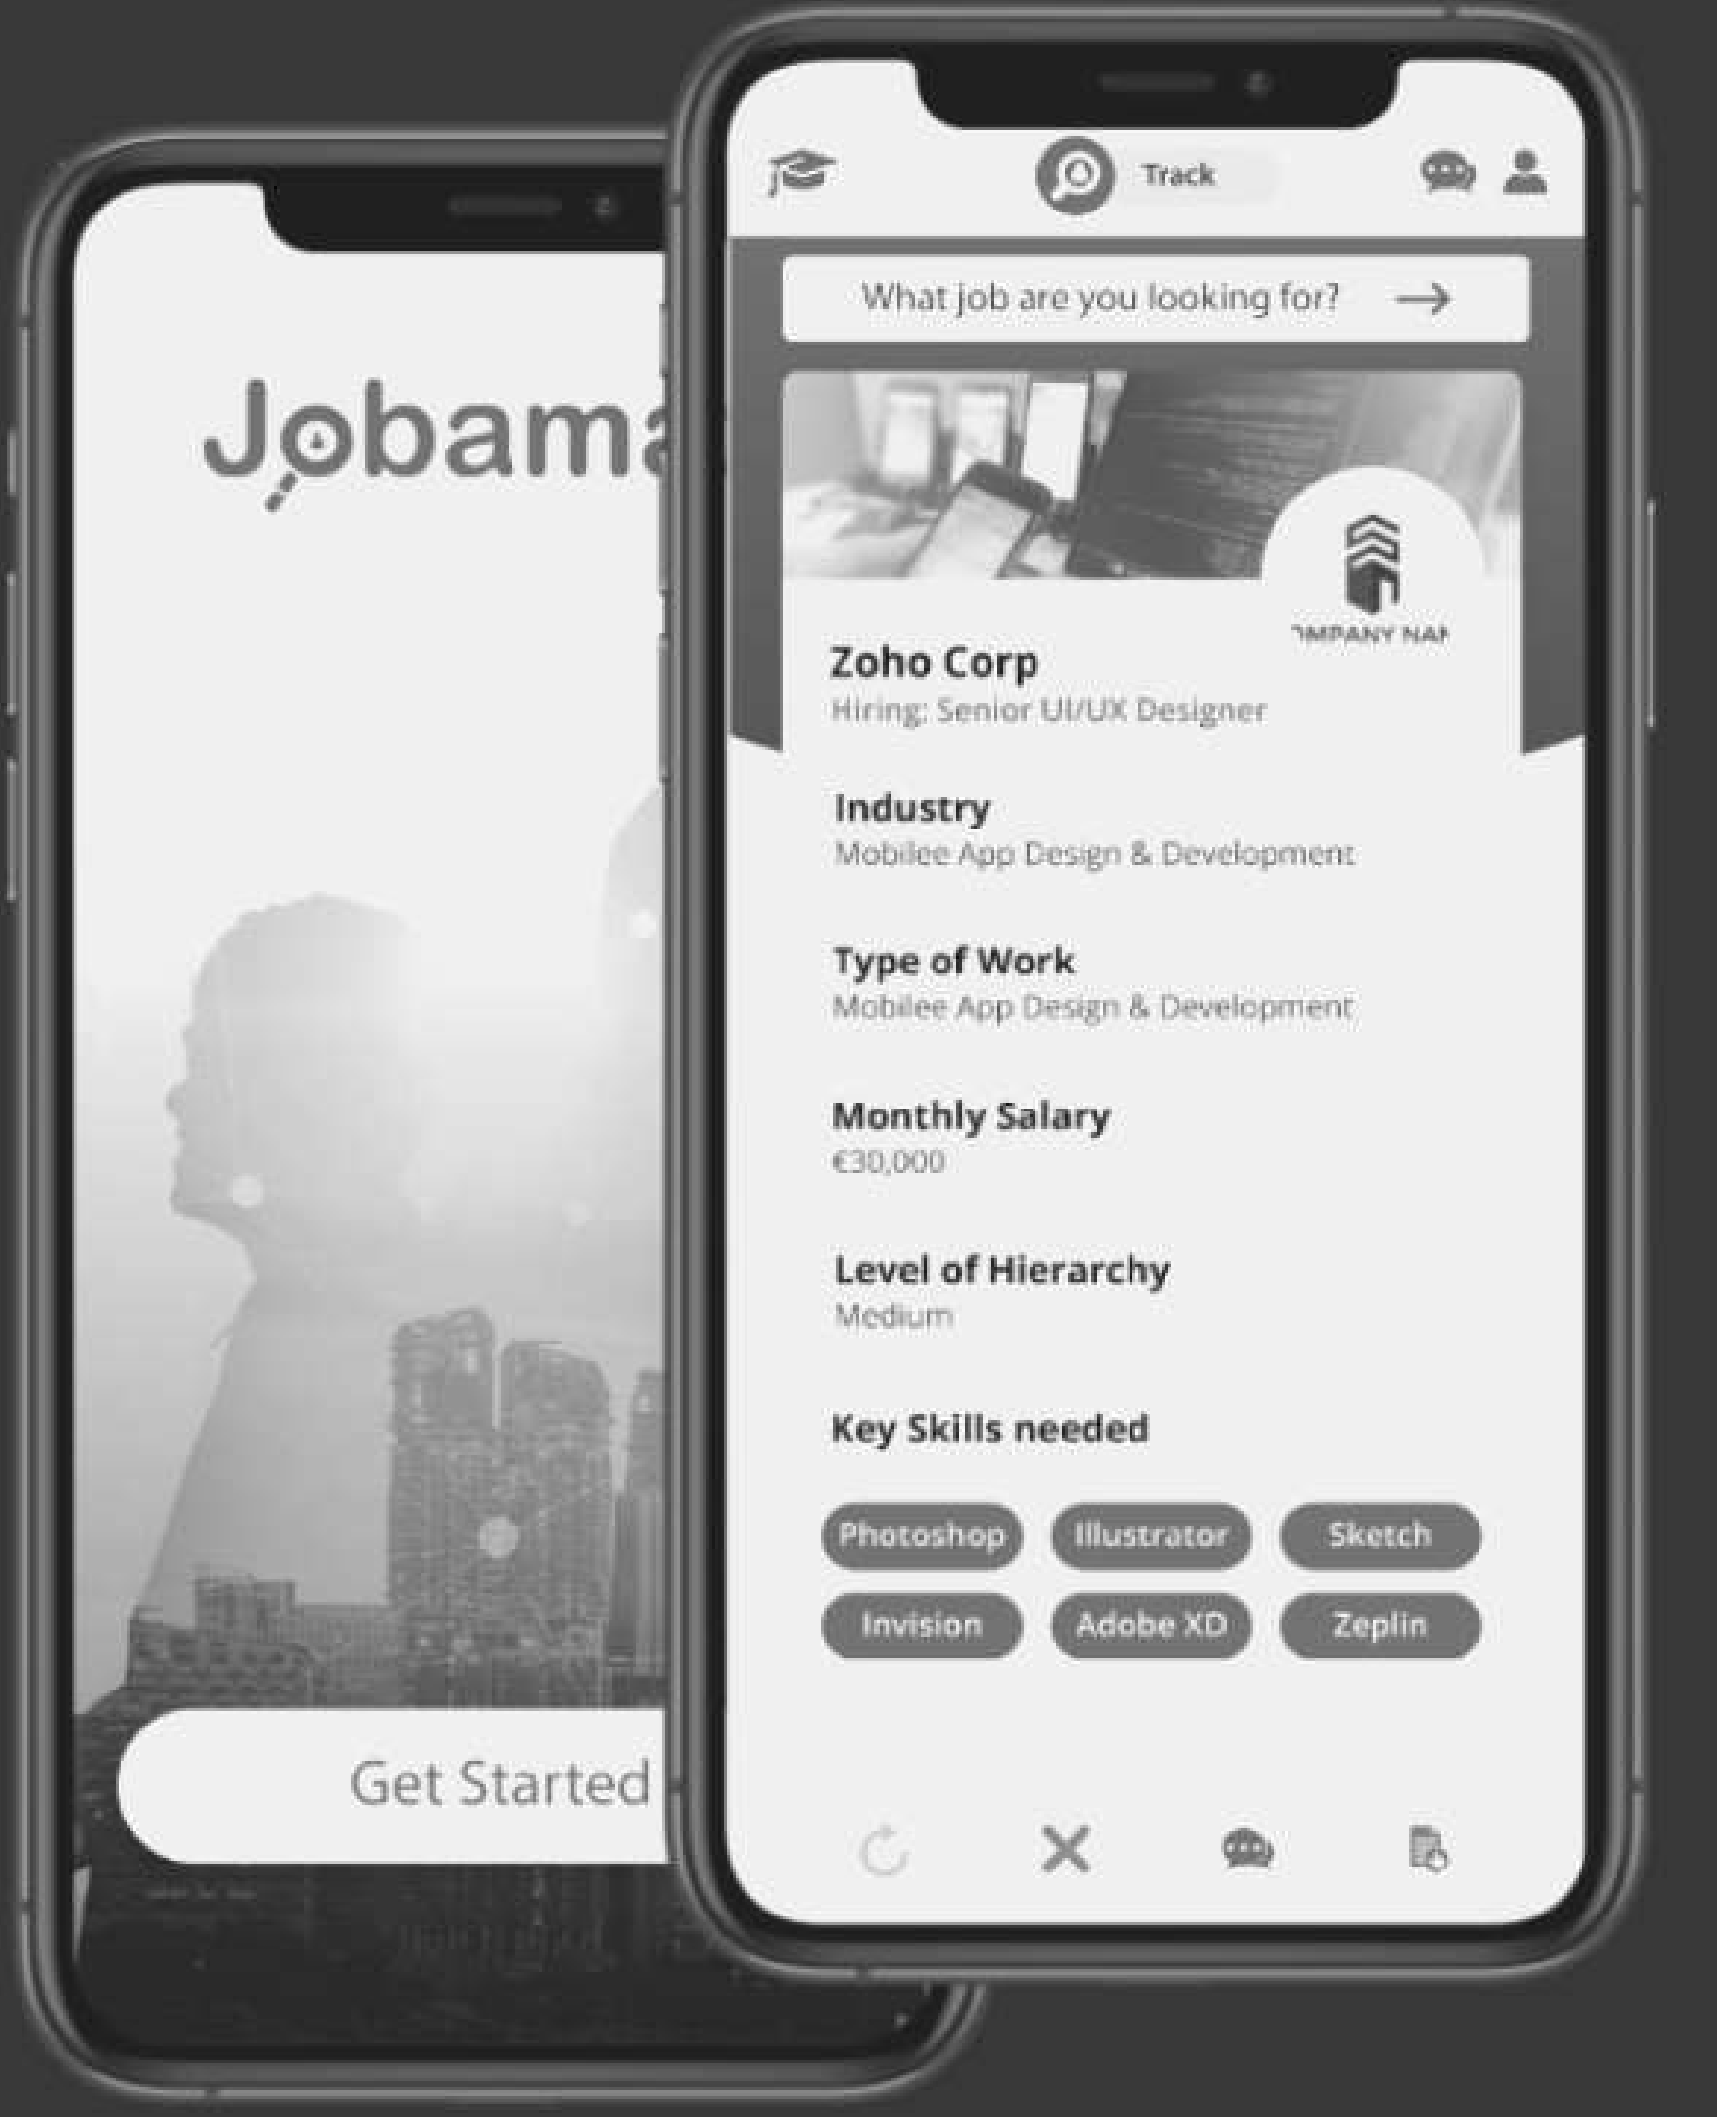 Jobama
Get Started
Track
What job are you looking for?
Zoho Corp
Hiring: Senior UI/UX Designer
Industry
Mobilee App Design & Development
Type of Work
Mobilee App Design & Development
Monthly Salary
€30,000
Level of Hierarchy
Medium
Key Skills needed
Photoshop Illustrator Sketch
Invision Adobe XD Zeplin